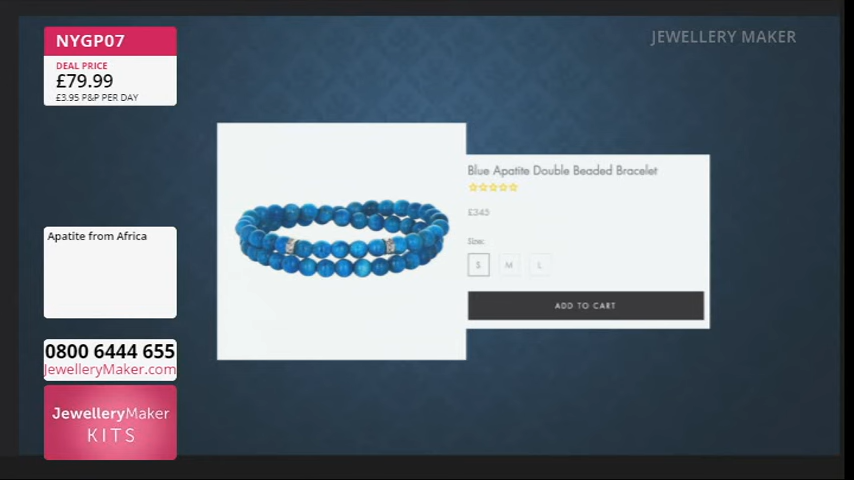 NYGP07
DEAL PRICE
£79.99
£3.95 P&P PER DAY
JEWELLERY MAKER
Blue Apatite Double Beaded Bracelet
£345
Size:
S M L
ADD TO CART
Apatite from Africa
0800 6444 655
JewelleryMaker.com
JewelleryMaker
KITS